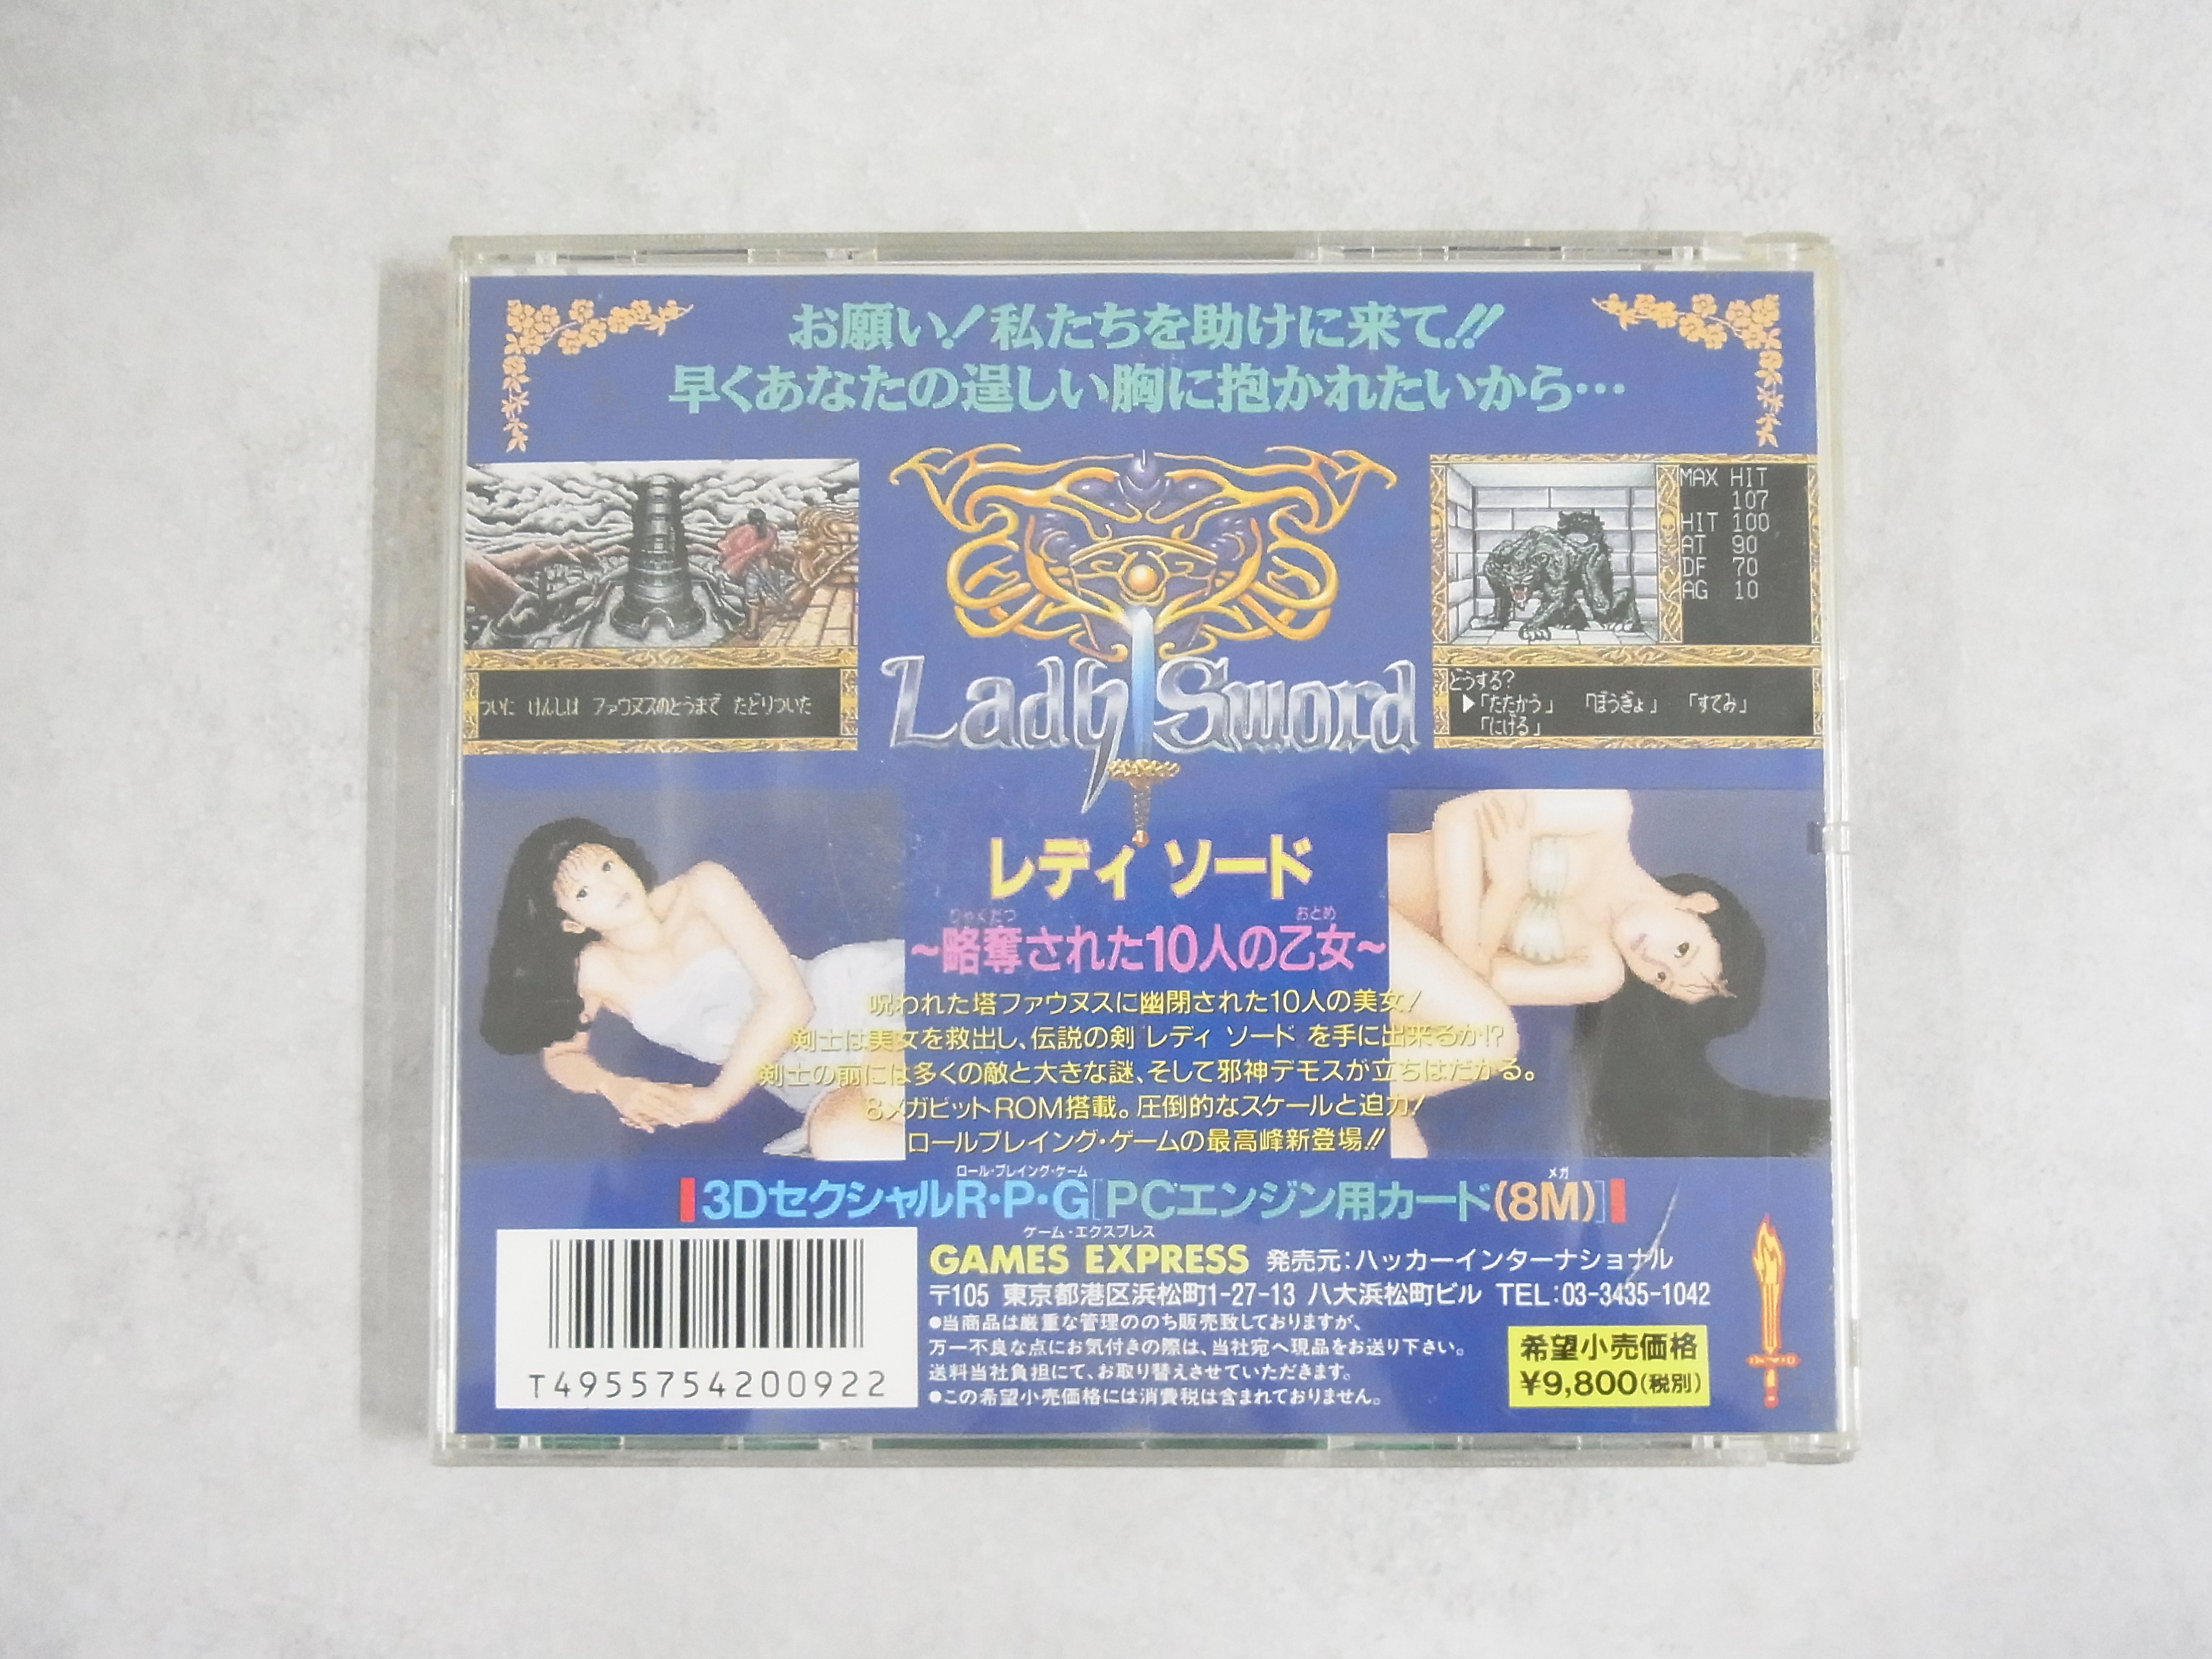 お願い！私たちを助けに来て！！
早くあなたの逞しい胸に抱かれたいから…
MAX HIT
107
HIT 100
AT 90
DF 70
AG 10
ついた けんしは ファウヌスのとうまで たどりついた
どうする？
▶「たたかう」 「ぼうぎょ」 「すてみ」
「にげる」
Lady Sword
レディ ソード
りゃくだつ おとめ
～略奪された10人の乙女～
呪われた塔ファウヌスに幽閉された10人の美女！
剣士は美女を救出し、伝説の剣 レディ ソード を手に出来るか!?
剣士の前には多くの敵と大きな謎、そして邪神デモスが立ちはだかる。
8メガビットROM搭載。圧倒的なスケールと迫力！
ロールプレイング・ゲームの最高峰新登場！！
ロール・プレイング・ゲーム メガ
3DセクシャルR・P・G[PCエンジン用カード(8M)]
ゲーム・エクスプレス
GAMES EXPRESS 発売元：ハッカーインターナショナル
〒105 東京都港区浜松町1-27-13 八大浜松町ビル TEL：03-3435-1042
●当商品は厳重な管理ののち販売致しておりますが、
万一不良な点にお気付きの際は、当社宛へ現品をお送り下さい。
送料当社負担にて、お取り替えさせていただきます。
●この希望小売価格には消費税は含まれておりません。
希望小売価格
¥9,800(税別)
T4955754200922